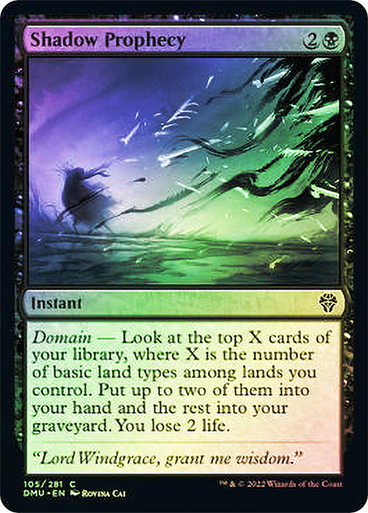 Shadow Prophecy 2
Instant
Domain — Look at the top X cards of
your library, where X is the number
of basic land types among lands you
control. Put up to two of them into
your hand and the rest into your
graveyard. You lose 2 life.
“Lord Windgrace, grant me wisdom.”
105/281 C
DMU • EN Rovina Cai
™ & © 2022 Wizards of the Coast